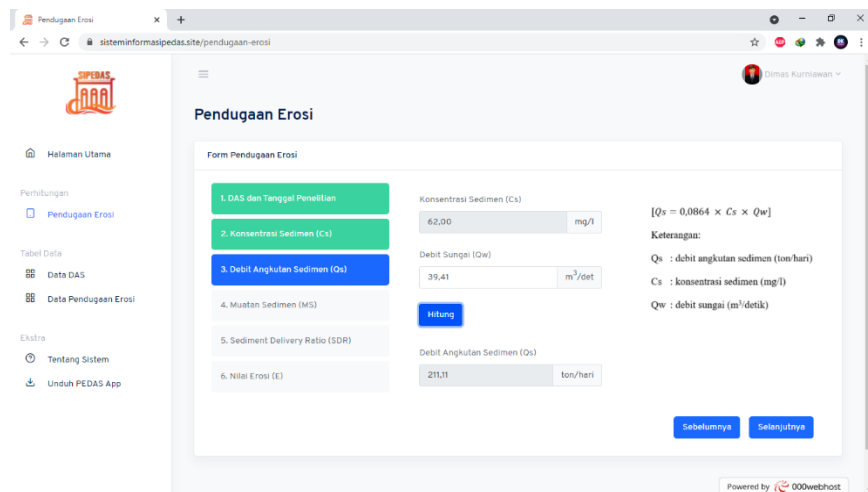 Pendugaan Erosi
sisteminformasipedas.site/pendugaan-erosi
SIPEDAS
Dimas Kurniawan
Pendugaan Erosi
Halaman Utama
Perhitungan
Pendugaan Erosi
Tabel Data
Data DAS
Data Pendugaan Erosi
Ekstra
Tentang Sistem
Unduh PEDAS App
Form Pendugaan Erosi
1. DAS dan Tanggal Penelitian
2. Konsentrasi Sedimen (Cs)
3. Debit Angkutan Sedimen (Qs)
4. Muatan Sedimen (MS)
5. Sediment Delivery Ratio (SDR)
6. Nilai Erosi (E)
Konsentrasi Sedimen (Cs)
62,00 mg/l
Debit Sungai (Qw)
39,41 m³/det
Hitung
Debit Angkutan Sedimen (Qs)
211,11 ton/hari
[Qs = 0,0864 × Cs × Qw]
Keterangan:
Qs : debit angkutan sedimen (ton/hari)
Cs : konsentrasi sedimen (mg/l)
Qw : debit sungai (m³/detik)
Sebelumnya
Selanjutnya
Powered by 000webhost